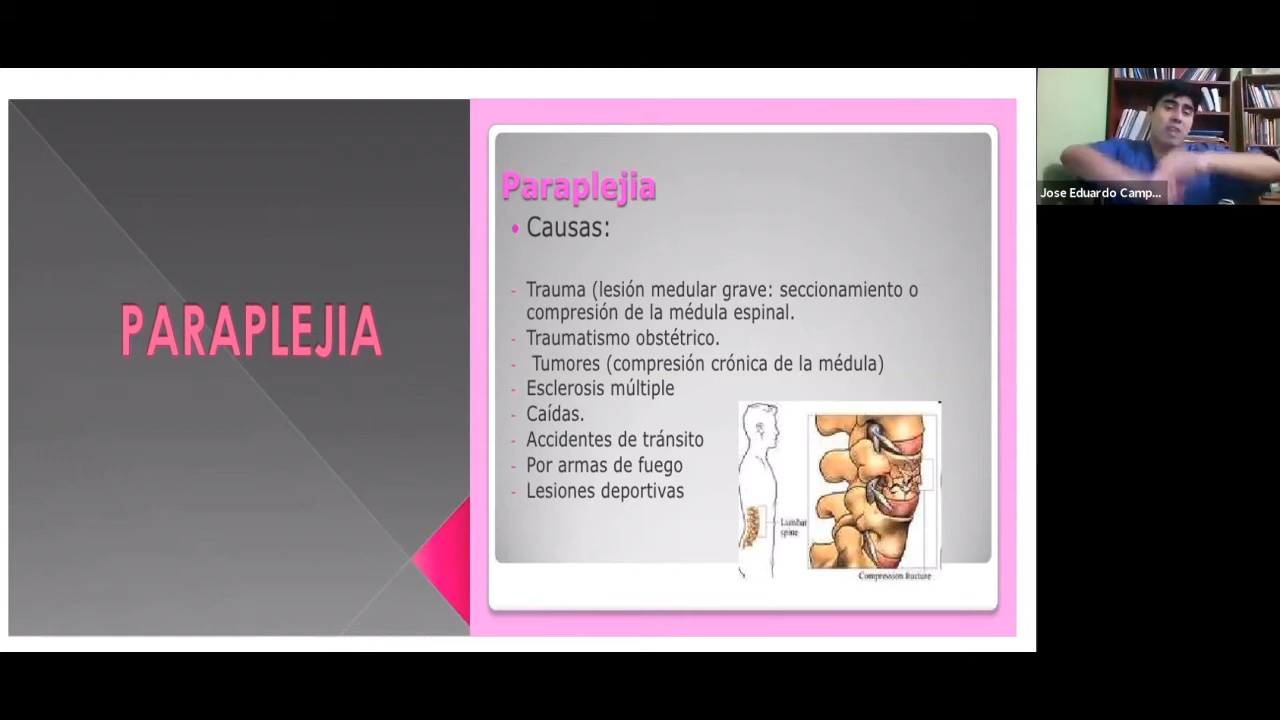 PARAPLEJIA
Paraplejia
• Causas:
- Trauma (lesión medular grave: seccionamiento o
compresión de la médula espinal.
- Traumatismo obstétrico.
- Tumores (compresión crónica de la médula)
- Esclerosis múltiple
- Caídas.
- Accidentes de tránsito
- Por armas de fuego
- Lesiones deportivas
Lumbar
spine
Compression fracture
Jose Eduardo Camp...